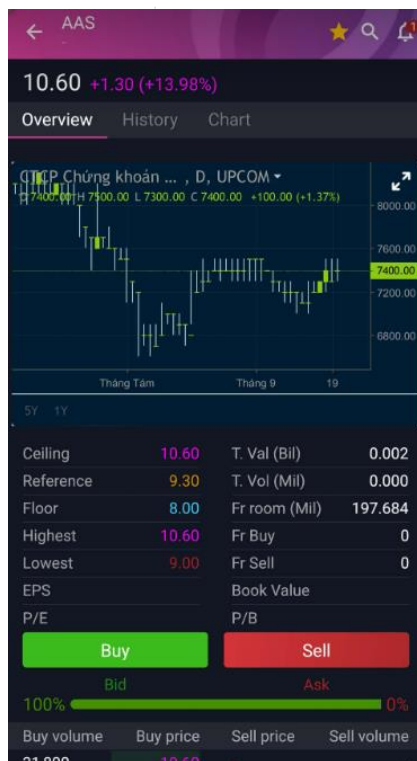 AAS
10.60 +1.30 (+13.98%)
Overview History Chart
CTCP Chứng khoán ... , D, UPCOM
O 7400.00 H 7500.00 L 7300.00 C 7400.00 +100.00 (+1.37%)
8000.00
7600.00
7400.00
7200.00
6800.00
Tháng Tám Tháng 9 19
5Y 1Y
Ceiling 10.60 T. Val (Bil) 0.002
Reference 9.30 T. Vol (Mil) 0.000
Floor 8.00 Fr room (Mil) 197.684
Highest 10.60 Fr Buy 0
Lowest 9.00 Fr Sell 0
EPS Book Value
P/E P/B
Buy Sell
Bid Ask
100% 0%
Buy volume Buy price Sell price Sell volume